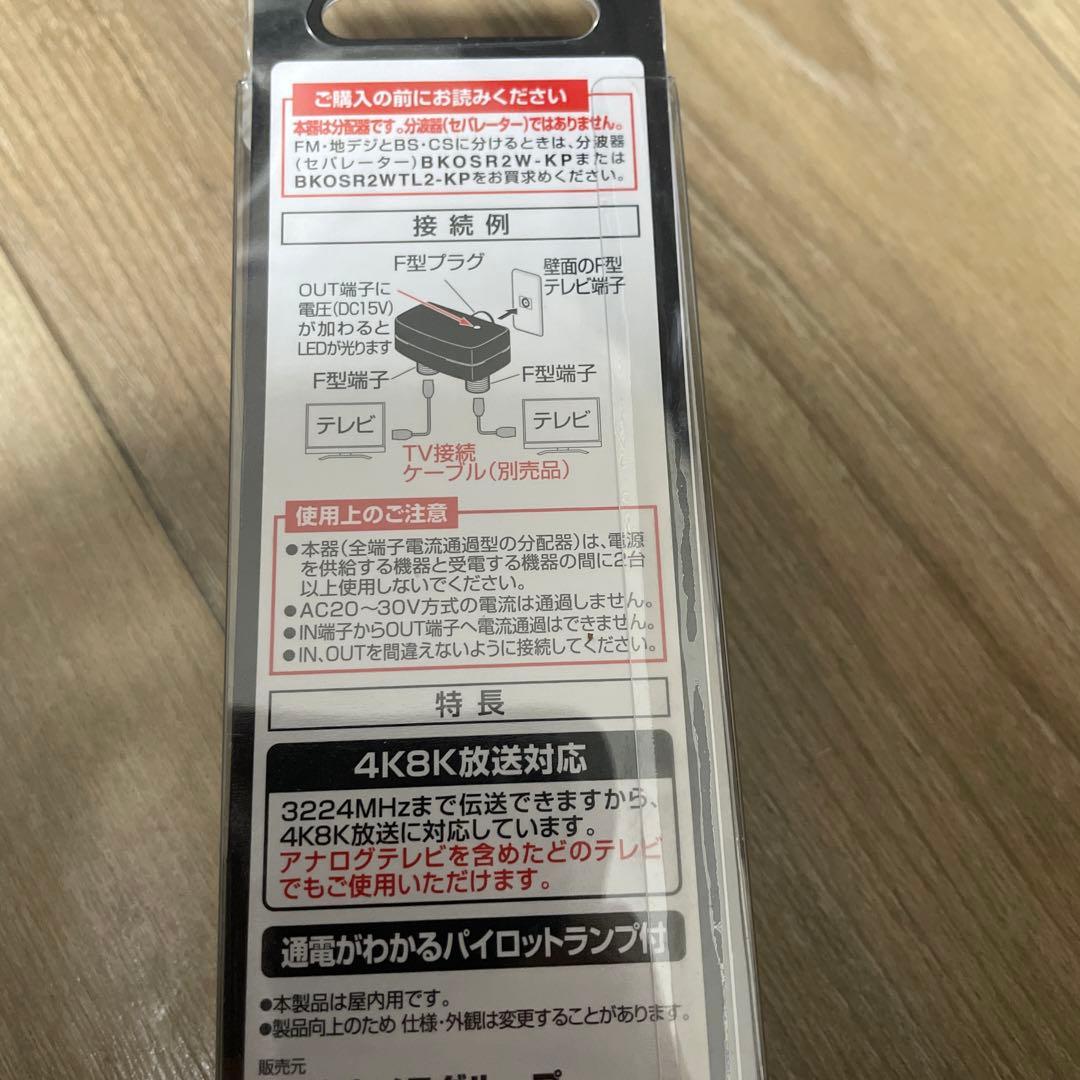 ご購入の前にお読みください
本器は分配器です。分波器(セパレーター)ではありません。
FM・地デジとBS・CSに分けるときは、分波器
(セパレーター)BKOSR2W-KPまたは
BKOSR2WTL2-KPをお買求めください。
接続例
F型プラグ
壁面のF型
テレビ端子
OUT端子に
電圧(DC15V)
が加わると
LEDが光ります
F型端子
F型端子
テレビ
テレビ
TV接続
ケーブル(別売品)
使用上のご注意
●本器(全端子電流通過型の分配器)は、電源
を供給する機器と受電する機器の間に2台
以上使用しないでください。
●AC20〜30V方式の電流は通過しません。
●IN端子からOUT端子へ電流通過はできません。
●IN、OUTを間違えないように接続してください。
特長
4K8K放送対応
3224MHzまで伝送できますから、
4K8K放送に対応しています。
アナログテレビを含めたどのテレビ
でもご使用いただけます。
通電がわかるパイロットランプ付
●本製品は屋内用です。
●製品向上のため 仕様・外観は変更することがあります。
販売元